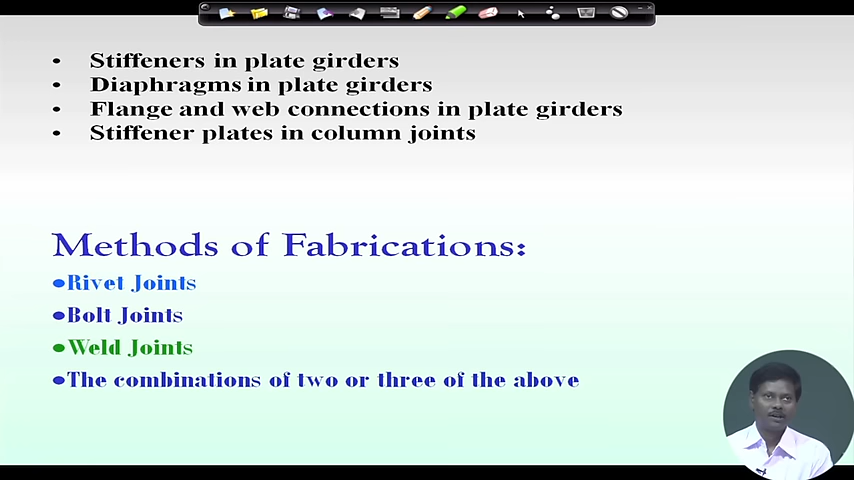 • Stiffeners in plate girders
• Diaphragms in plate girders
• Flange and web connections in plate girders
• Stiffener plates in column joints
Methods of Fabrications:
•Rivet Joints
•Bolt Joints
•Weld Joints
•The combinations of two or three of the above